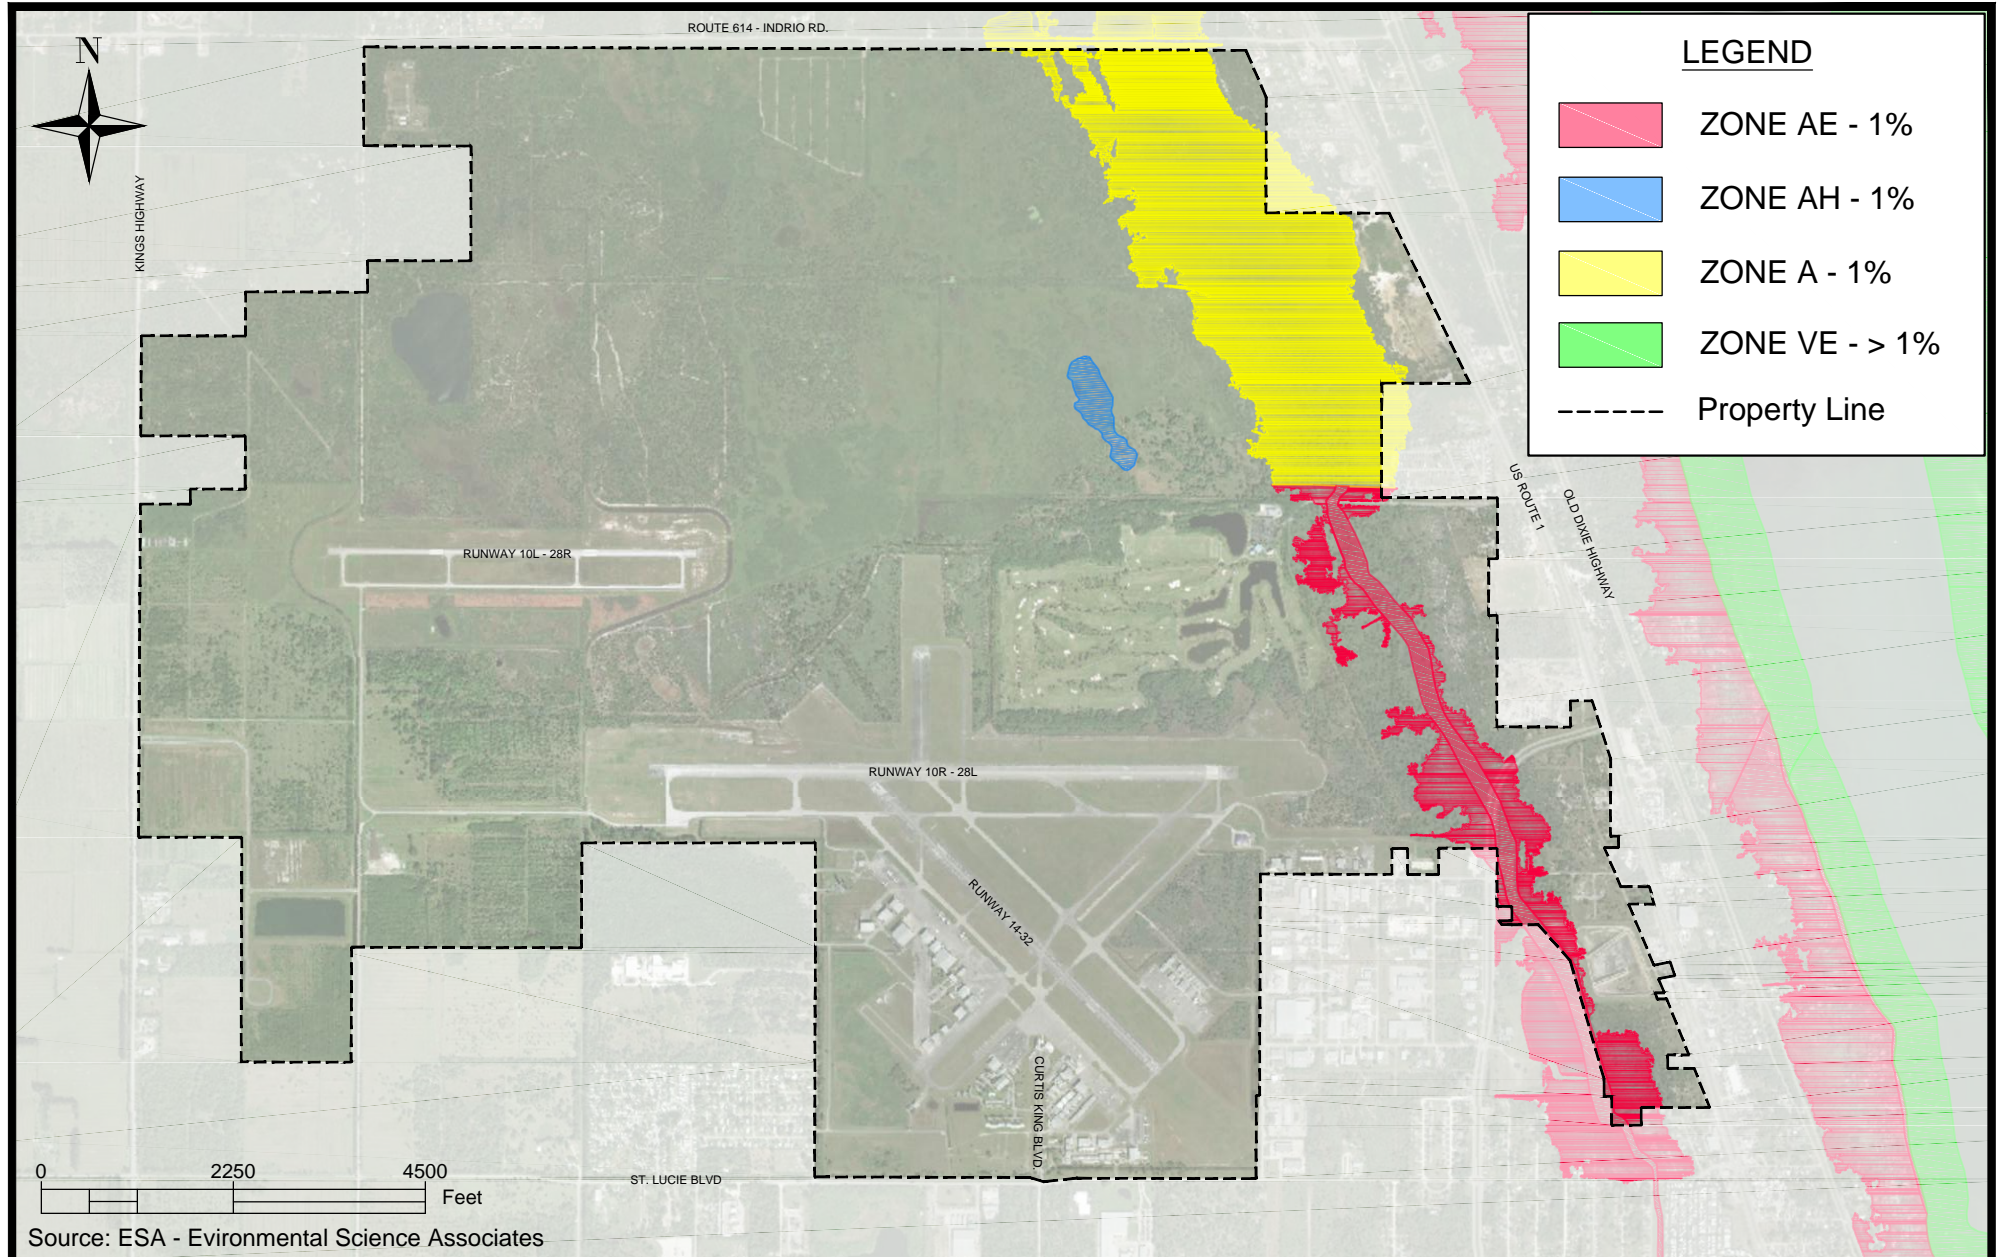 ROUTE 614 - INDRIO RD.
N
KINGS HIGHWAY
LEGEND
ZONE AE - 1%
ZONE AH - 1%
ZONE A - 1%
ZONE VE - > 1%
Property Line
US ROUTE 1
OLD DIXIE HIGHWAY
RUNWAY 10L - 28R
RUNWAY 10R - 28L
RUNWAY 14-32
CURTIS KING BLVD.
ST. LUCIE BLVD
0 2250 4500
Feet
Source: ESA - Evironmental Science Associates